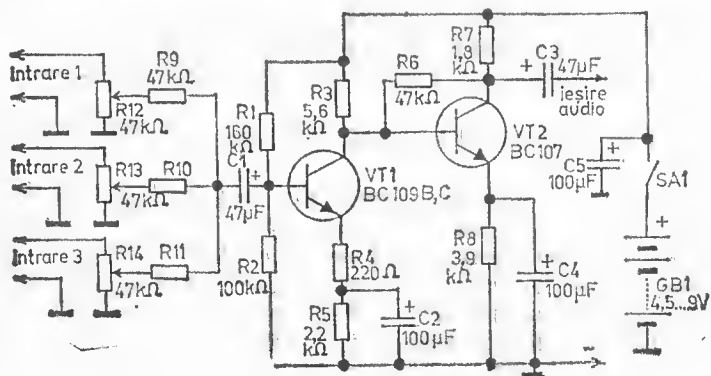 Intrare 1
R9
47kΩ
R12
47kΩ
Intrare 2
R13
47kΩ
R10
Intrare 3
R14
47kΩ
R11
R1
160
kΩ
C1
47µF
R2
100kΩ
R3
5,6
kΩ
VT1
BC109B,C
R4
220Ω
R5
2,2
kΩ
C2
100µF
R6
47kΩ
R7
1,8
kΩ
C3
47µF
ieșire
audio
VT2
BC107
R8
3,9
kΩ
C4
100µF
C5
100µF
SA1
GB1
4,5...9V